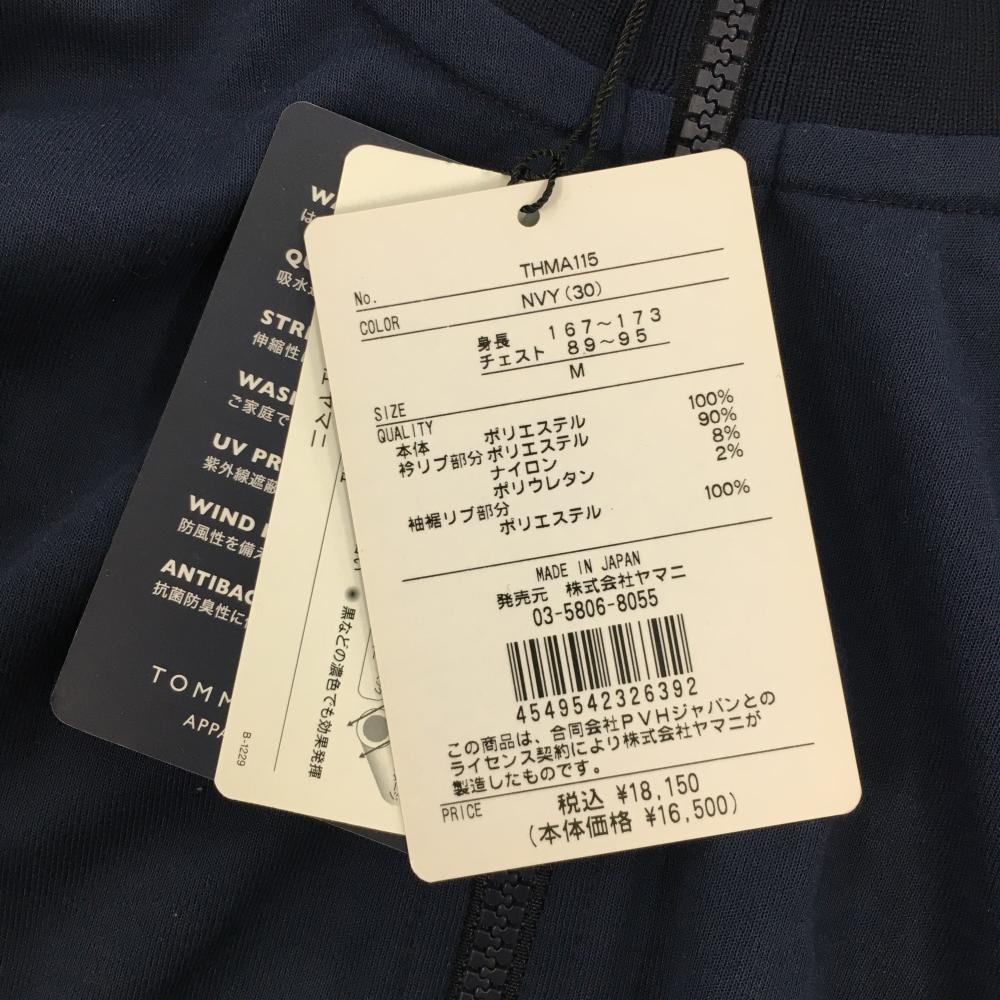 No. THMA115
COLOR NVY(30)
身長 167～173
チェスト 89～95
SIZE M
QUALITY
本体 ポリエステル 100%
衿リブ部分 ポリエステル 90%
ナイロン 8%
ポリウレタン 2%
袖裾リブ部分
ポリエステル 100%
MADE IN JAPAN
発売元 株式会社ヤマニ
03-5806-8055
4549542326392
この商品は、合同会社PVHジャパンとの
ライセンス契約により株式会社ヤマニが
製造したものです。
PRICE 税込 ¥18,150
(本体価格 ¥16,500)
吸水
伸縮性
ご家庭で
UV PR
紫外線遮蔽
WIND
防風性を備え
ANTIBAC
抗菌防臭性に
TOMM
APPA
黒などの濃色でも効果発揮
B-1229